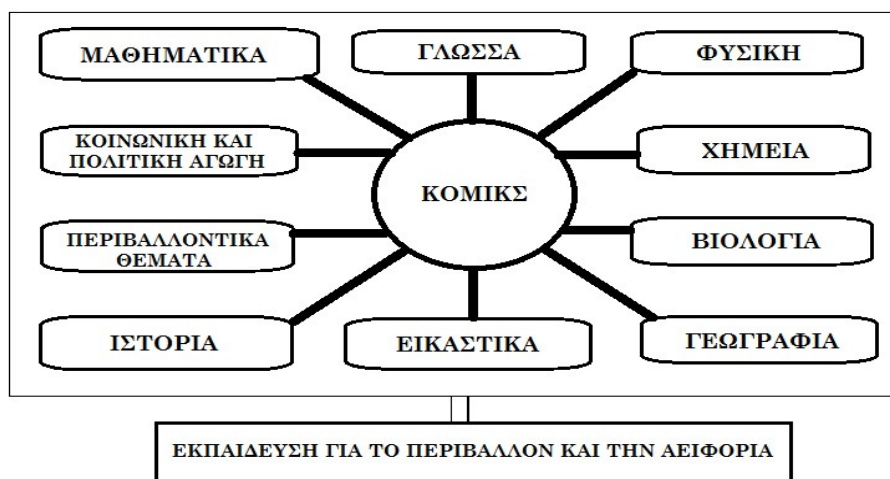 ΜΑΘΗΜΑΤΙΚΑ
ΓΛΩΣΣΑ
ΦΥΣΙΚΗ
ΚΟΙΝΩΝΙΚΗ ΚΑΙ
ΠΟΛΙΤΙΚΗ ΑΓΩΓΗ
ΧΗΜΕΙΑ
ΚΟΜΙΚΣ
ΠΕΡΙΒΑΛΛΟΝΤΙΚΑ
ΘΕΜΑΤΑ
ΒΙΟΛΟΓΙΑ
ΙΣΤΟΡΙΑ
ΕΙΚΑΣΤΙΚΑ
ΓΕΩΓΡΑΦΙΑ
ΕΚΠΑΙΔΕΥΣΗ ΓΙΑ ΤΟ ΠΕΡΙΒΑΛΛΟΝ ΚΑΙ ΤΗΝ ΑΕΙΦΟΡΙΑ